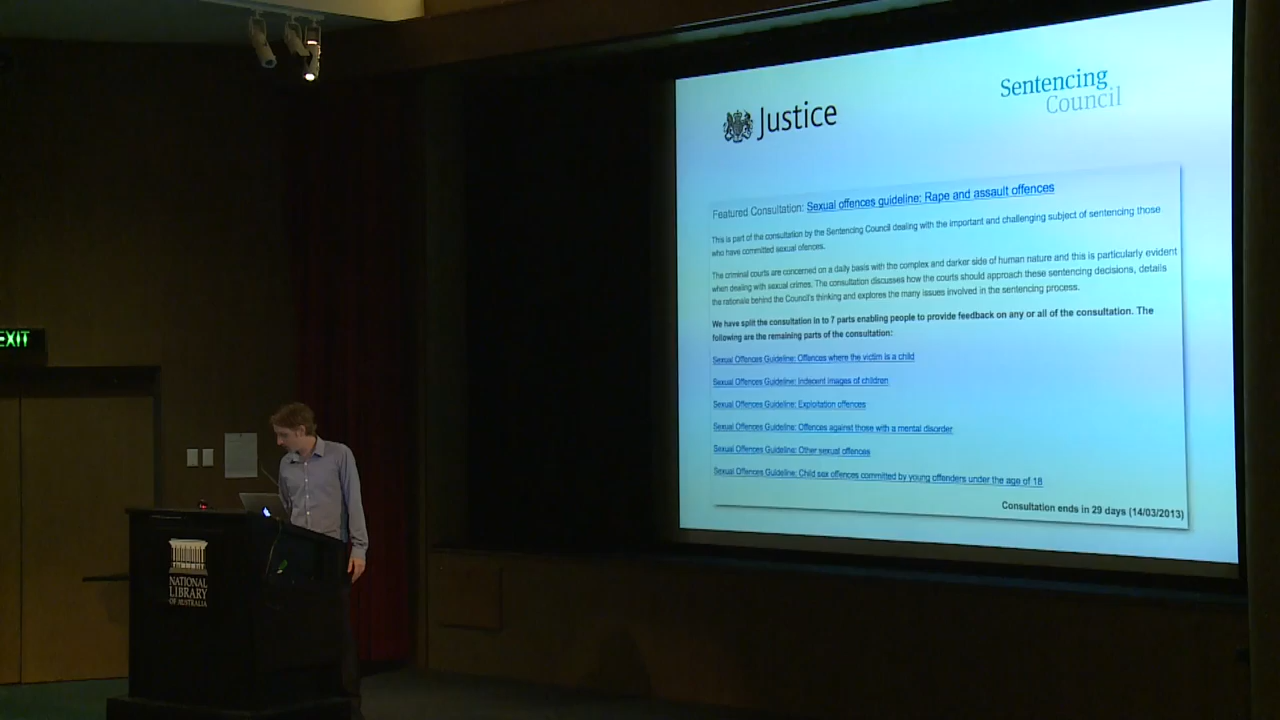 Sentencing
Council
Justice
Featured Consultation: Sexual offences guideline: Rape and assault offences
This is part of the consultation by the Sentencing Council dealing with the important and challenging subject of sentencing those
who have committed sexual offences.
The criminal courts are concerned on a daily basis with the complex and darker side of human nature and this is particularly evident
when dealing with sexual crimes. The consultation discusses how the courts should approach these sentencing decisions, details
the rationale behind the Council's thinking and explores the many issues involved in the sentencing process.
We have split the consultation in to 7 parts enabling people to provide feedback on any or all of the consultation. The
following are the remaining parts of the consultation:
Sexual Offences Guideline: Offences where the victim is a child
Sexual Offences Guideline: Indecent images of children
Sexual Offences Guideline: Exploitation offences
Sexual Offences Guideline: Offences against those with a mental disorder
Sexual Offences Guideline: Other sexual offences
Sexual Offences Guideline: Child sex offences committed by young offenders under the age of 18
Consultation ends in 29 days (14/03/2013)
EXIT
NATIONAL
LIBRARY
OF AUSTRALIA